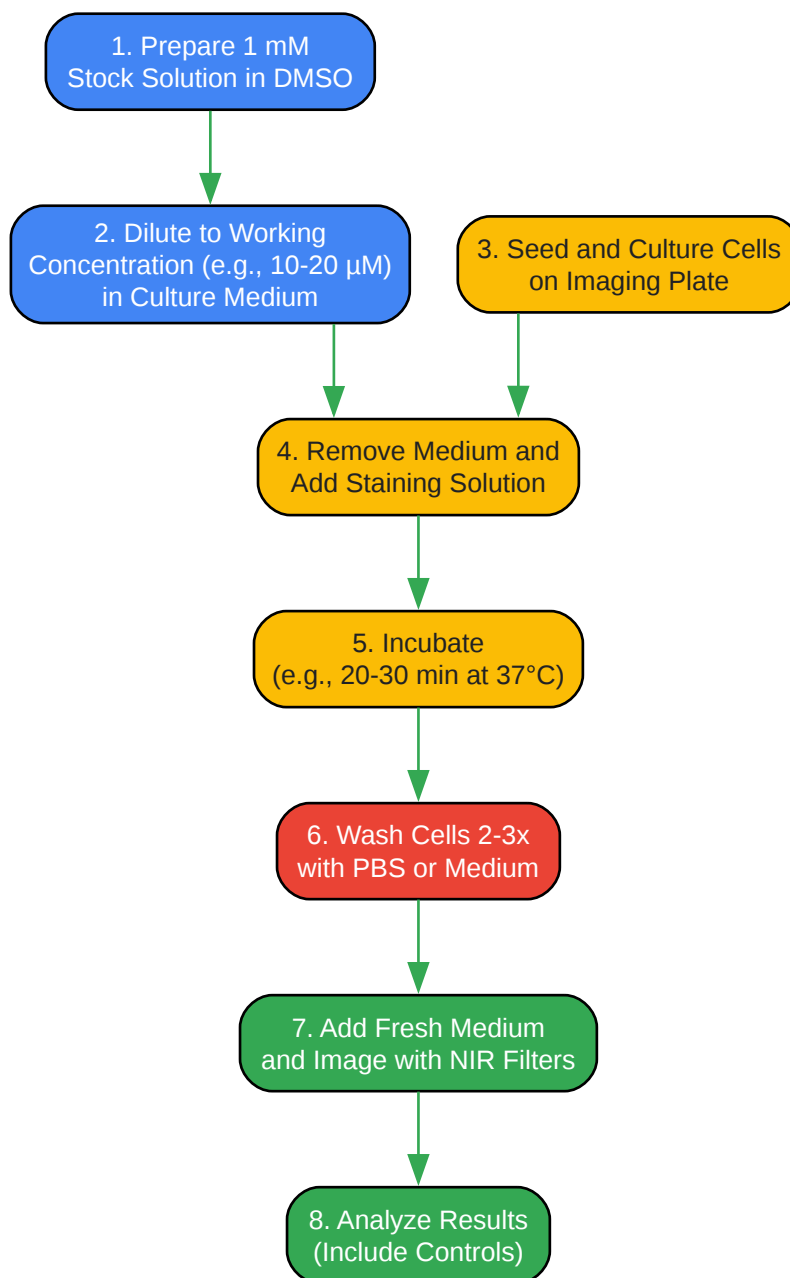 1. Prepare 1 mM
Stock Solution in DMSO
2. Dilute to Working
Concentration (e.g., 10-20 µM)
in Culture Medium
3. Seed and Culture Cells
on Imaging Plate
4. Remove Medium and
Add Staining Solution
5. Incubate
(e.g., 20-30 min at 37°C)
6. Wash Cells 2-3x
with PBS or Medium
7. Add Fresh Medium
and Image with NIR Filters
8. Analyze Results
(Include Controls)